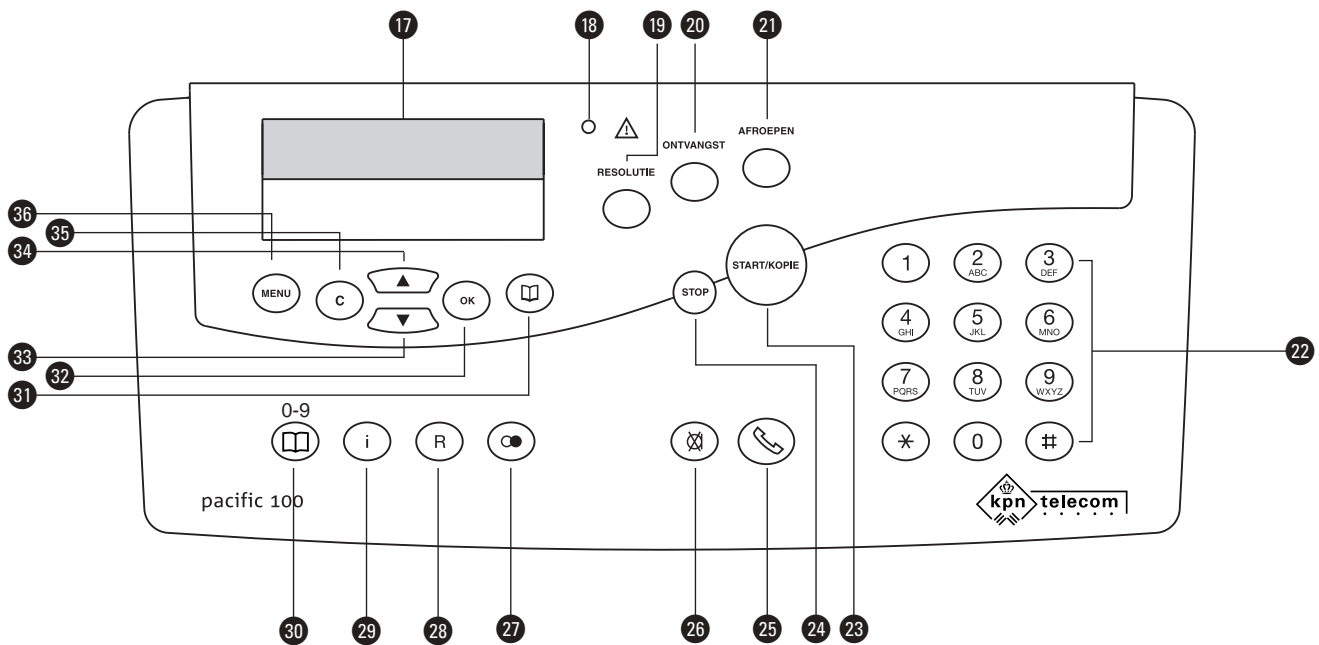 17 18 19 20 21
AFROEPEN
ONTVANGST
RESOLUTIE
36
35
34
START/KOPIE
1 2 ABC 3 DEF
MENU C OK STOP
4 GHI 5 JKL 6 MNO
33
32
31
22
7 PQRS 8 TUV 9 WXYZ
0-9
i R * 0 #
pacific 100
kpn telecom
30 29 28 27 26 25 24 23